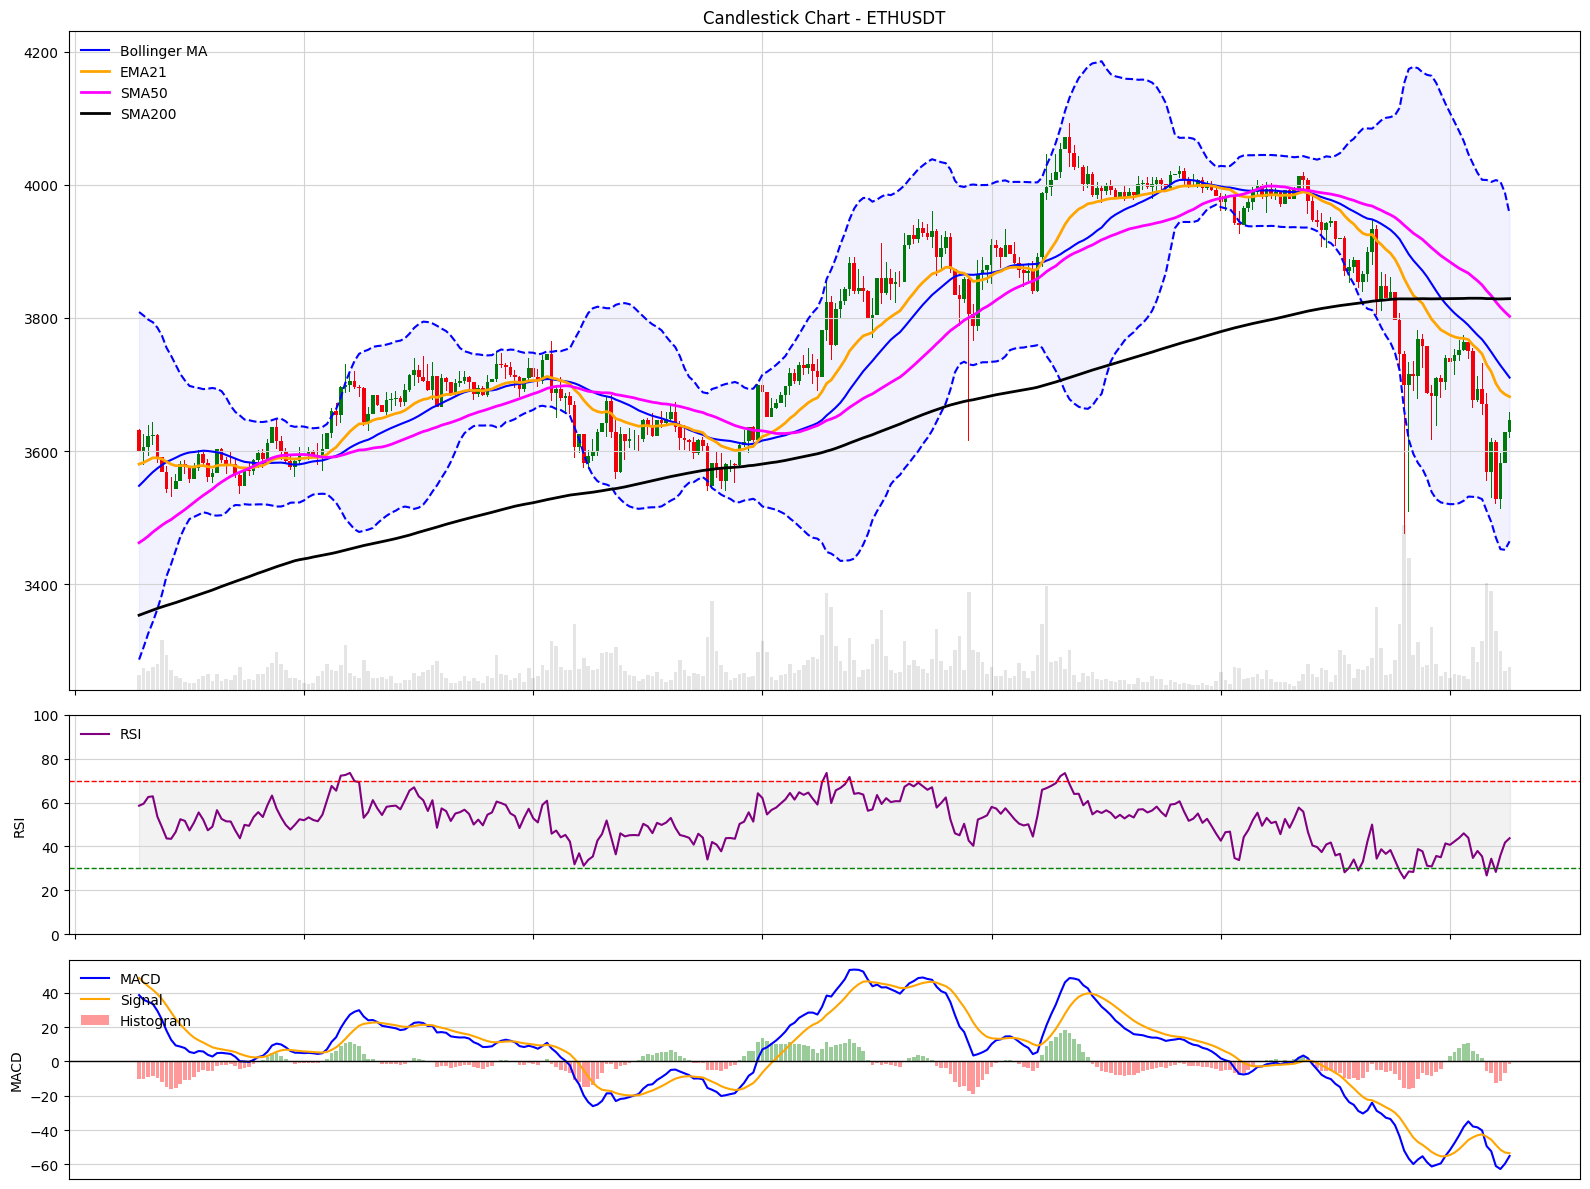 Candlestick Chart - ETHUSDT
Bollinger MA
EMA21
SMA50
SMA200
4200
4000
3800
3600
3400
RSI
RSI
100
80
60
40
20
0
MACD
Signal
Histogram
MACD
40
20
0
−20
−40
−60